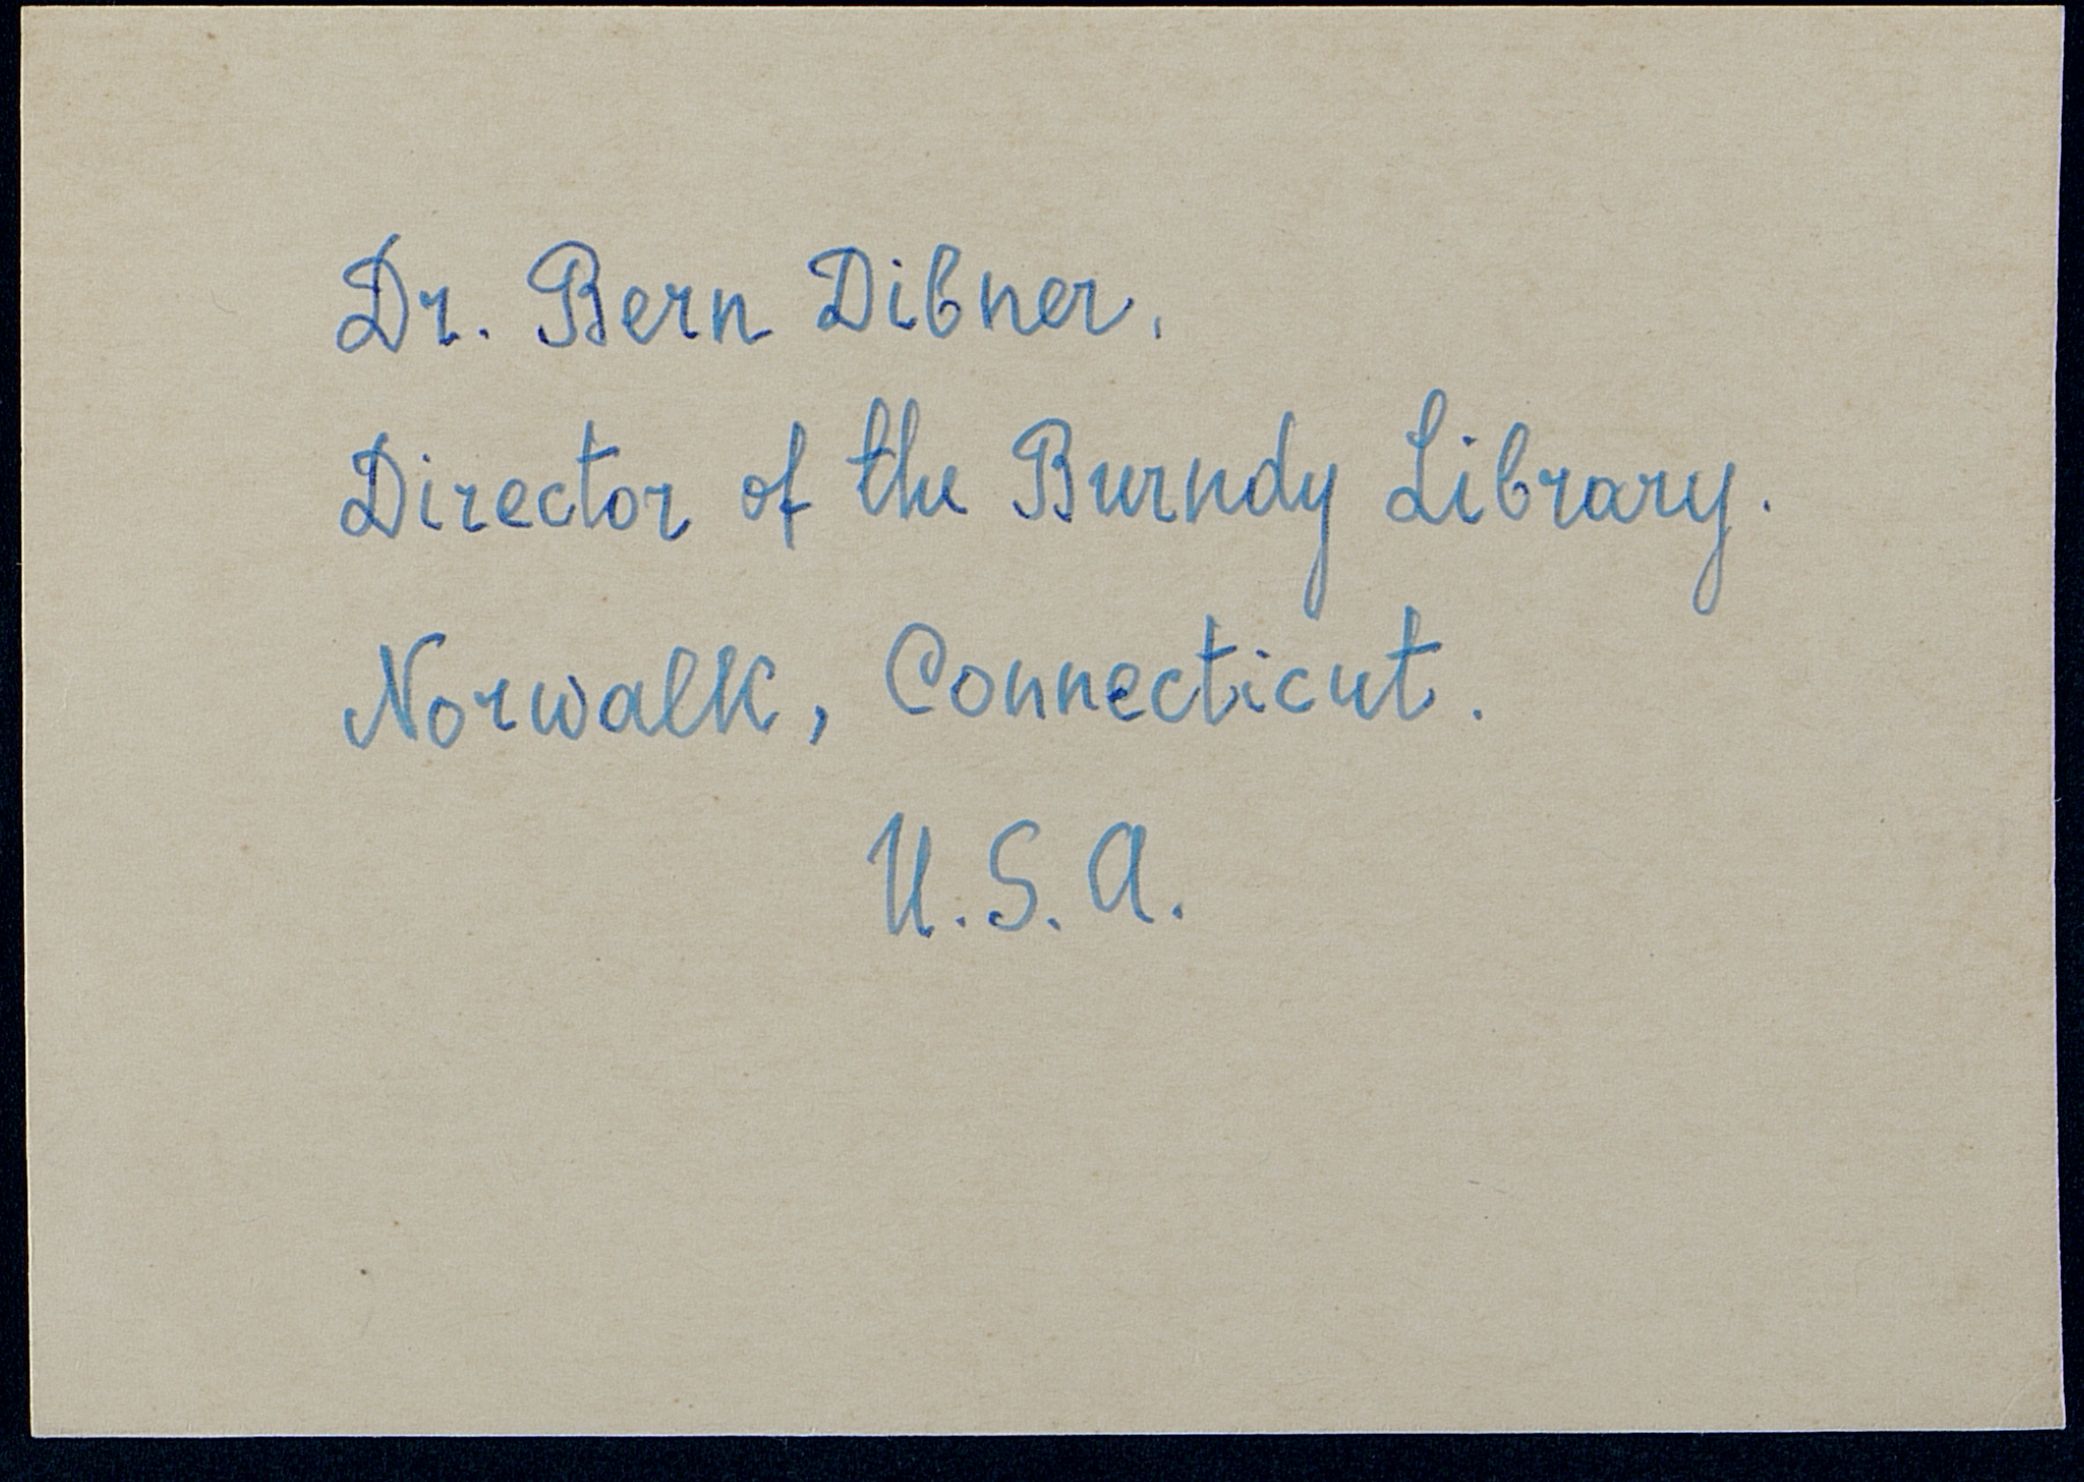 Dr. Bern Dibner,
Director of the Burndy Library.
Norwalk, Connecticut.
U.S.A.